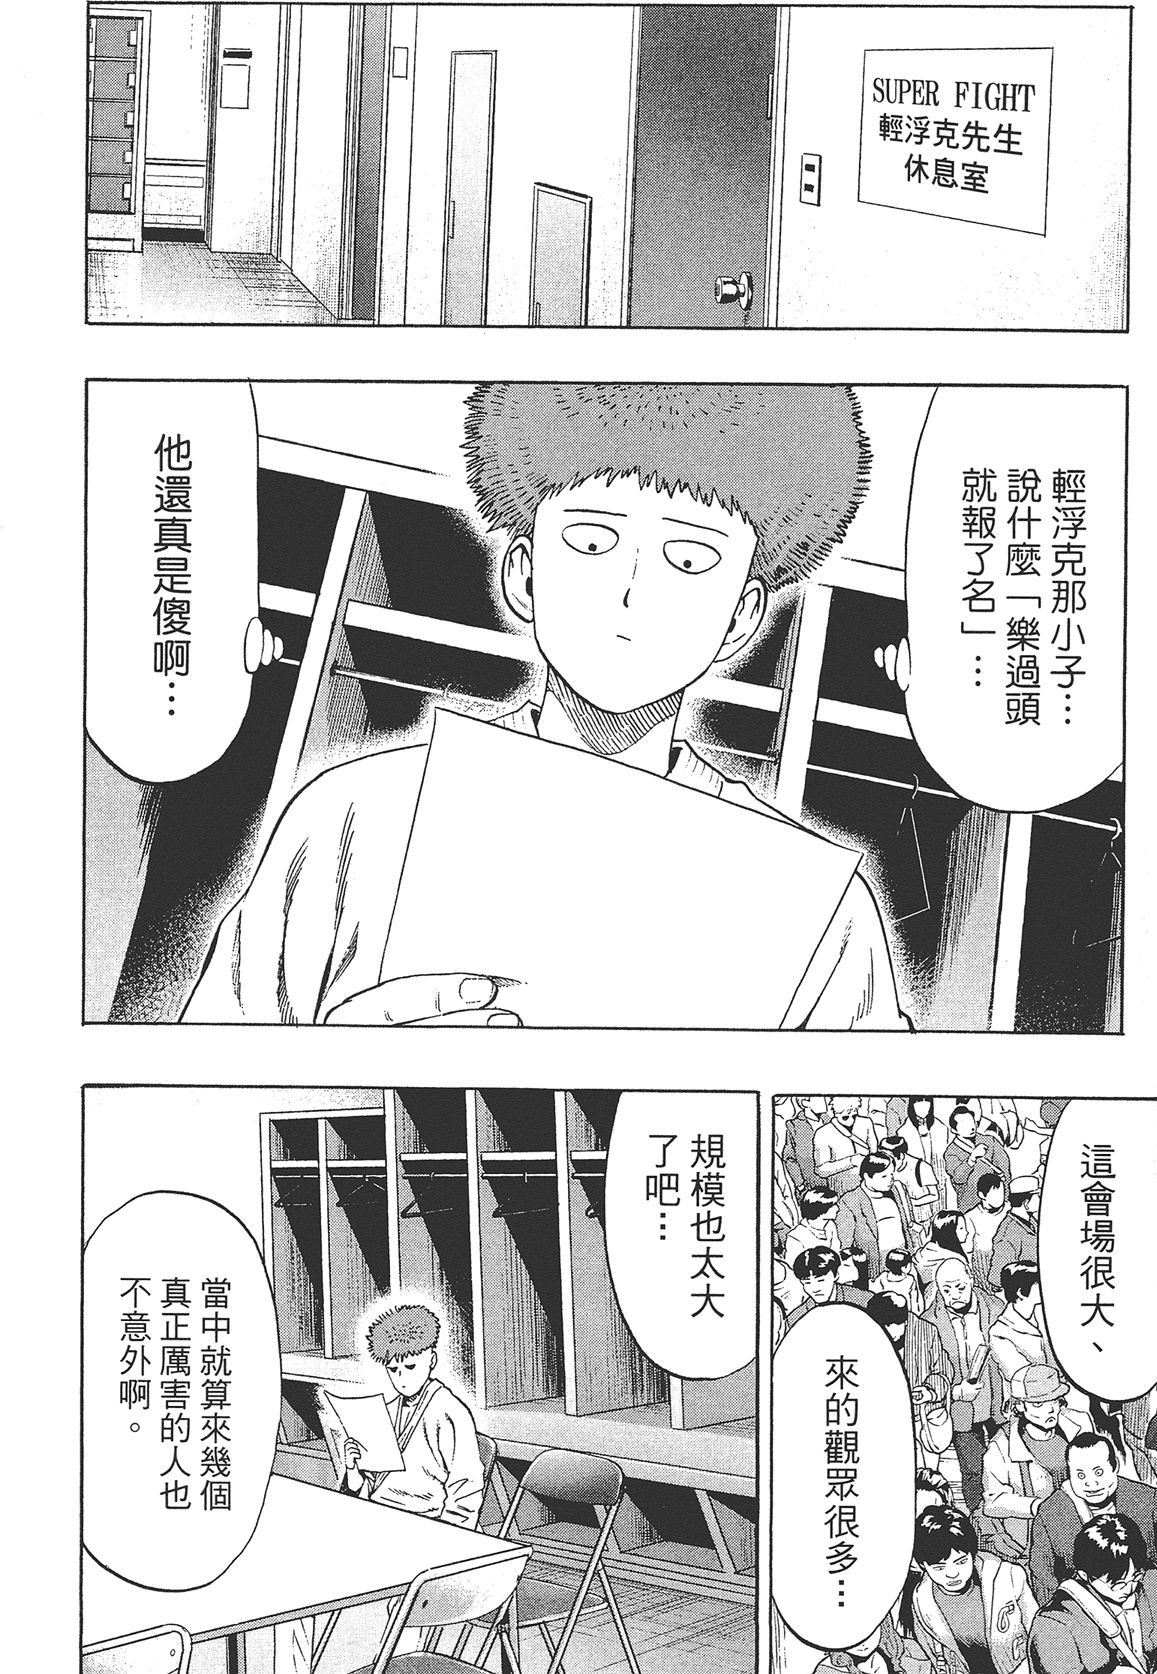 SUPER FIGHT
輕浮克先生
休息室
輕浮克那小子…
說什麼「樂過頭
就報了名」…
他還真是傻啊…
這會場很大、
來的觀眾很多…
規模也太大
了吧…
當中就算來幾個
真正厲害的人也
不意外啊。